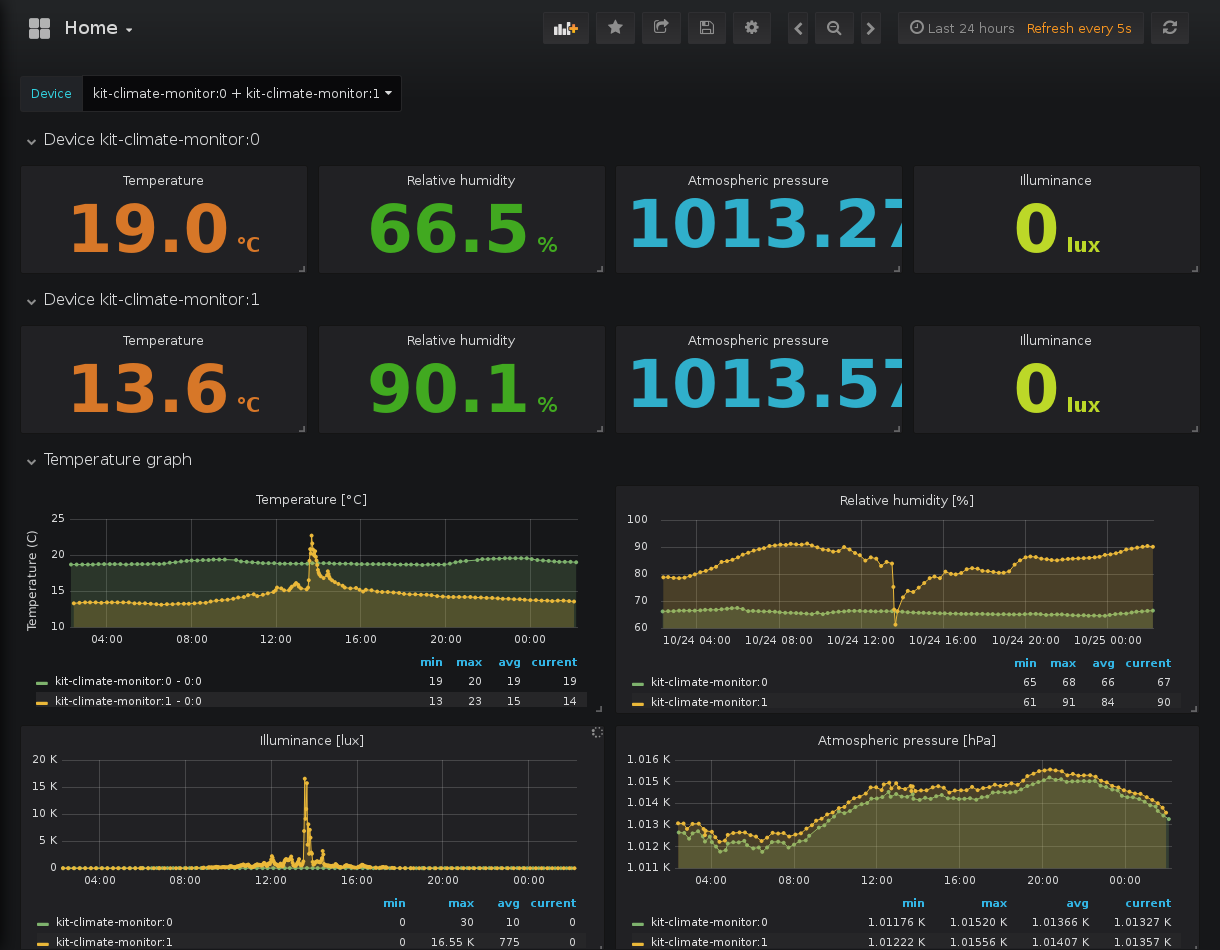 Home
Last 24 hours Refresh every 5s
Device kit-climate-monitor:0 + kit-climate-monitor:1
Device kit-climate-monitor:0
Temperature Relative humidity Atmospheric pressure Illuminance
19.0 °C 66.5 % 1013.27 0 lux
Device kit-climate-monitor:1
Temperature Relative humidity Atmospheric pressure Illuminance
13.6 °C 90.1 % 1013.57 0 lux
Temperature graph
Temperature [°C]
Temperature (C)
25
20
15
10
04:00 08:00 12:00 16:00 20:00 00:00
min max avg current
kit-climate-monitor:0 - 0:0 19 20 19 19
kit-climate-monitor:1 - 0:0 13 23 15 14
Relative humidity [%]
100
90
80
70
60
10/24 04:00 10/24 08:00 10/24 12:00 10/24 16:00 10/24 20:00 10/25 00:00
min max avg current
kit-climate-monitor:0 65 68 66 67
kit-climate-monitor:1 61 91 84 90
Illuminance [lux]
20 K
15 K
10 K
5 K
0
04:00 08:00 12:00 16:00 20:00 00:00
min max avg current
kit-climate-monitor:0 0 30 10 0
kit-climate-monitor:1 0 16.55 K 775 0
Atmospheric pressure [hPa]
1.016 K
1.015 K
1.014 K
1.013 K
1.012 K
1.011 K
04:00 08:00 12:00 16:00 20:00 00:00
min max avg current
kit-climate-monitor:0 1.01176 K 1.01520 K 1.01366 K 1.01327 K
kit-climate-monitor:1 1.01222 K 1.01556 K 1.01407 K 1.01357 K